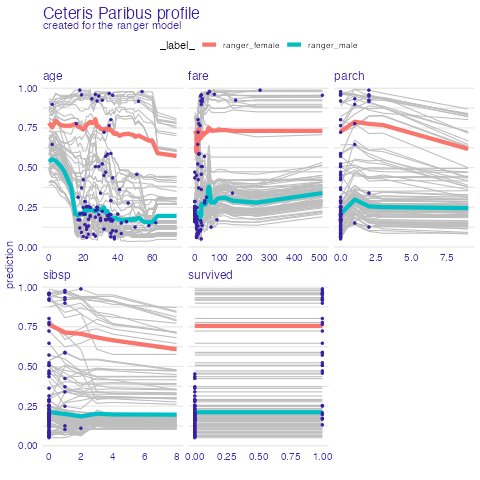 Ceteris Paribus profile
created for the ranger model
_label_ ranger_female ranger_male
age fare parch
1.00
0.75
0.50
0.25
0.00
0 20 40 60 0 100 200 300 400 500 0.0 2.5 5.0 7.5
prediction
sibsp survived
1.00
0.75
0.50
0.25
0.00
0 2 4 6 8 0.00 0.25 0.50 0.75 1.00